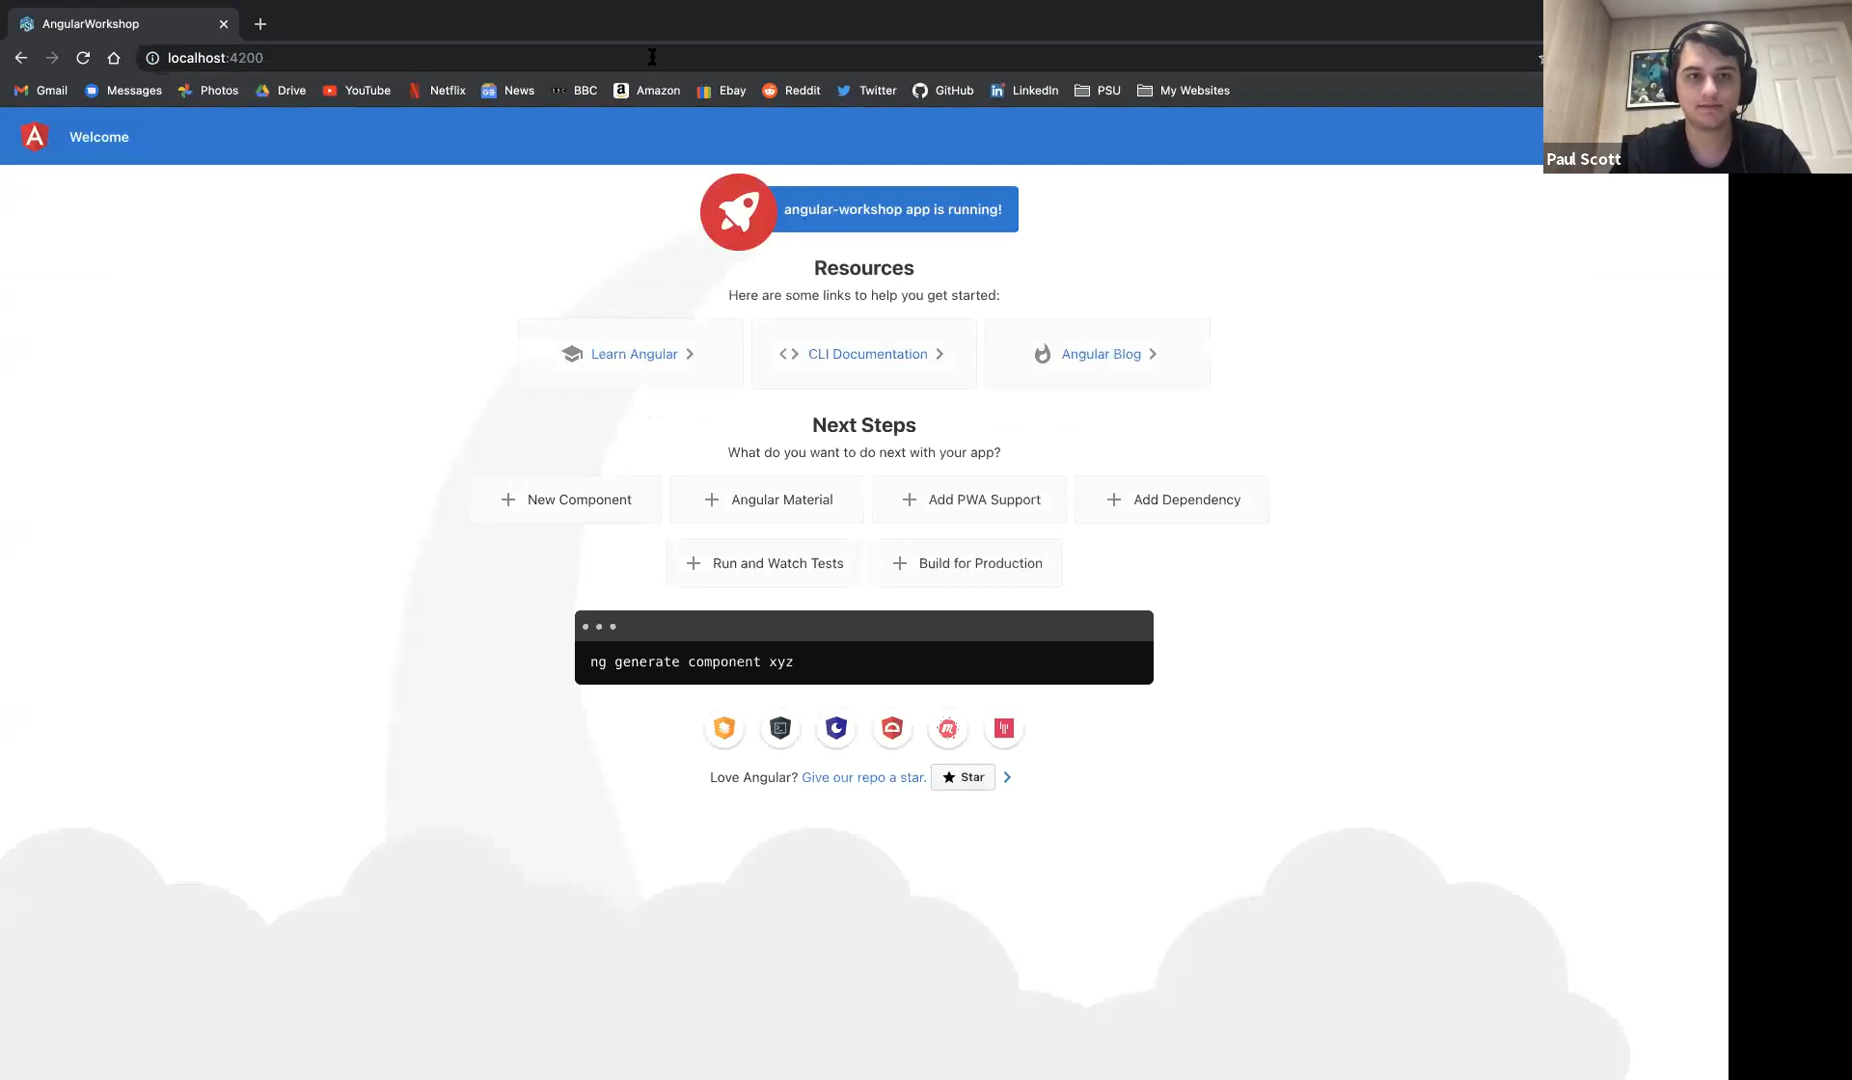 AngularWorkshop
localhost:4200
Gmail Messages Photos Drive YouTube Netflix News BBC Amazon Ebay Reddit Twitter GitHub LinkedIn PSU My Websites
Paul Scott
Welcome
angular-workshop app is running!
Resources
Here are some links to help you get started:
Learn Angular CLI Documentation Angular Blog
Next Steps
What do you want to do next with your app?
New Component Angular Material Add PWA Support Add Dependency
Run and Watch Tests Build for Production
ng generate component xyz
Love Angular? Give our repo a star. Star